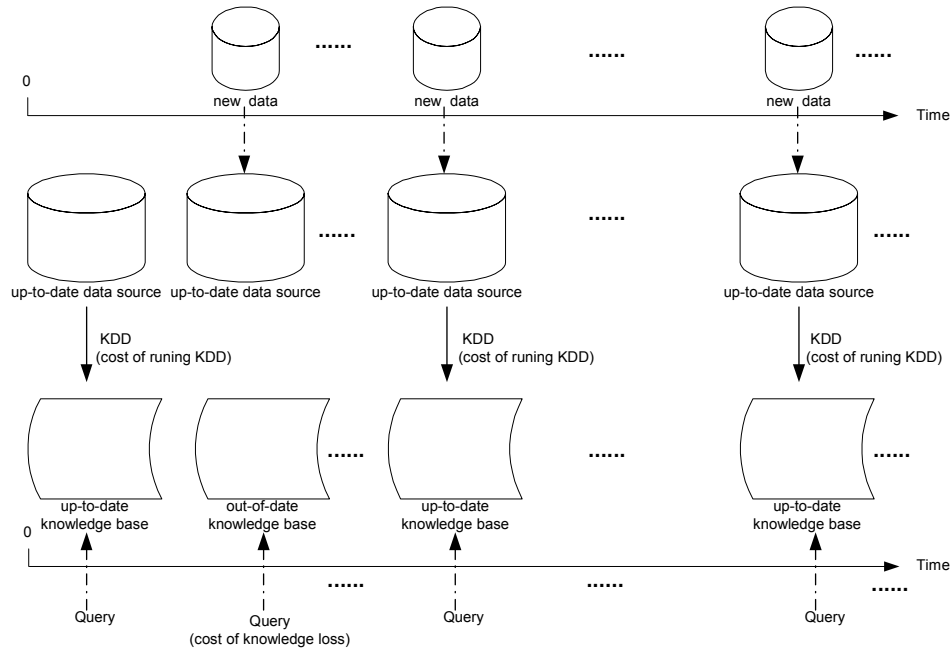 ......
......
......
0
new  data
new  data
new  data
Time
......
......
......
up-to-date data source
up-to-date data source
up-to-date data source
up-to-date data source
KDD
(cost of runing KDD)
KDD
(cost of runing KDD)
KDD
(cost of runing KDD)
......
......
......
up-to-date
knowledge base
out-of-date
knowledge base
up-to-date
knowledge base
up-to-date
knowledge base
0
Time
......
......
......
Query
Query
(cost of knowledge loss)
Query
Query